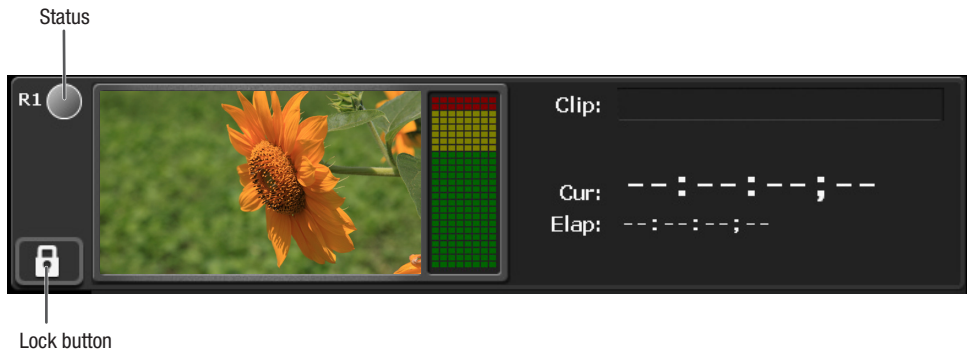 Status
R1
Clip:
Cur: --:--:--;--
Elap: --:--:--;--
Lock button